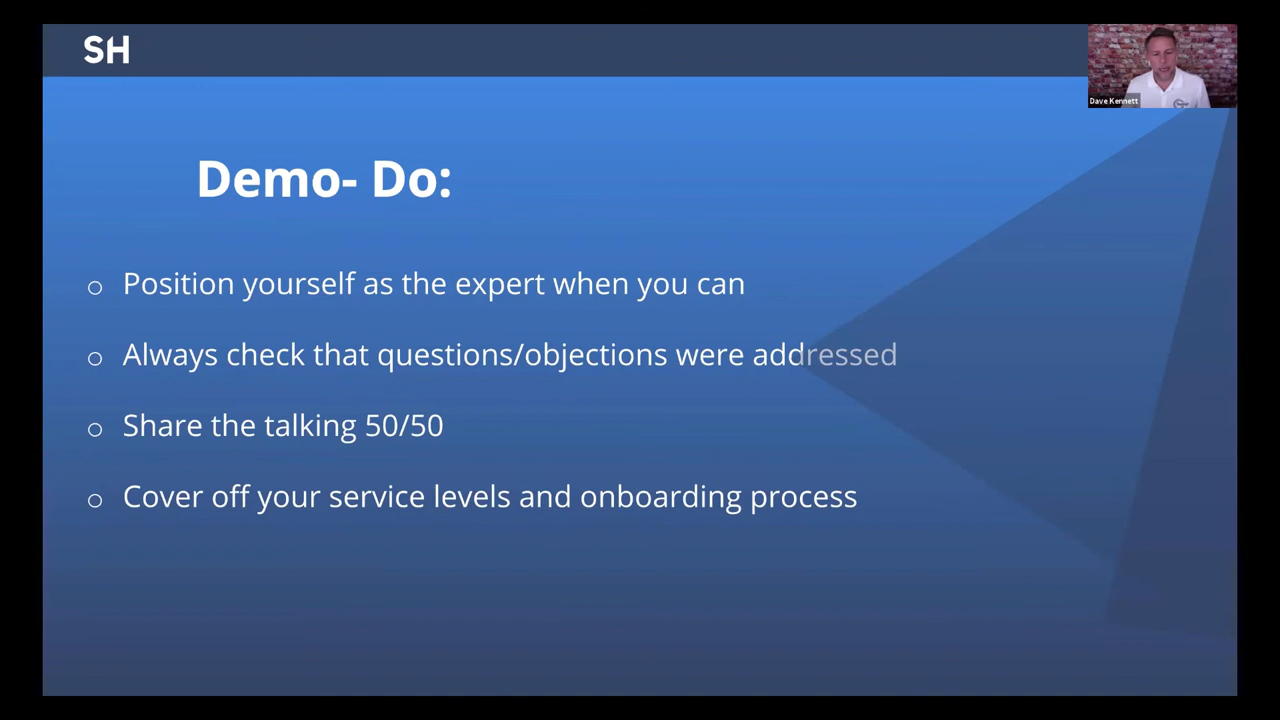 SH
Dave Kennett
Demo- Do:
Position yourself as the expert when you can
Always check that questions/objections were addressed
Share the talking 50/50
Cover off your service levels and onboarding process